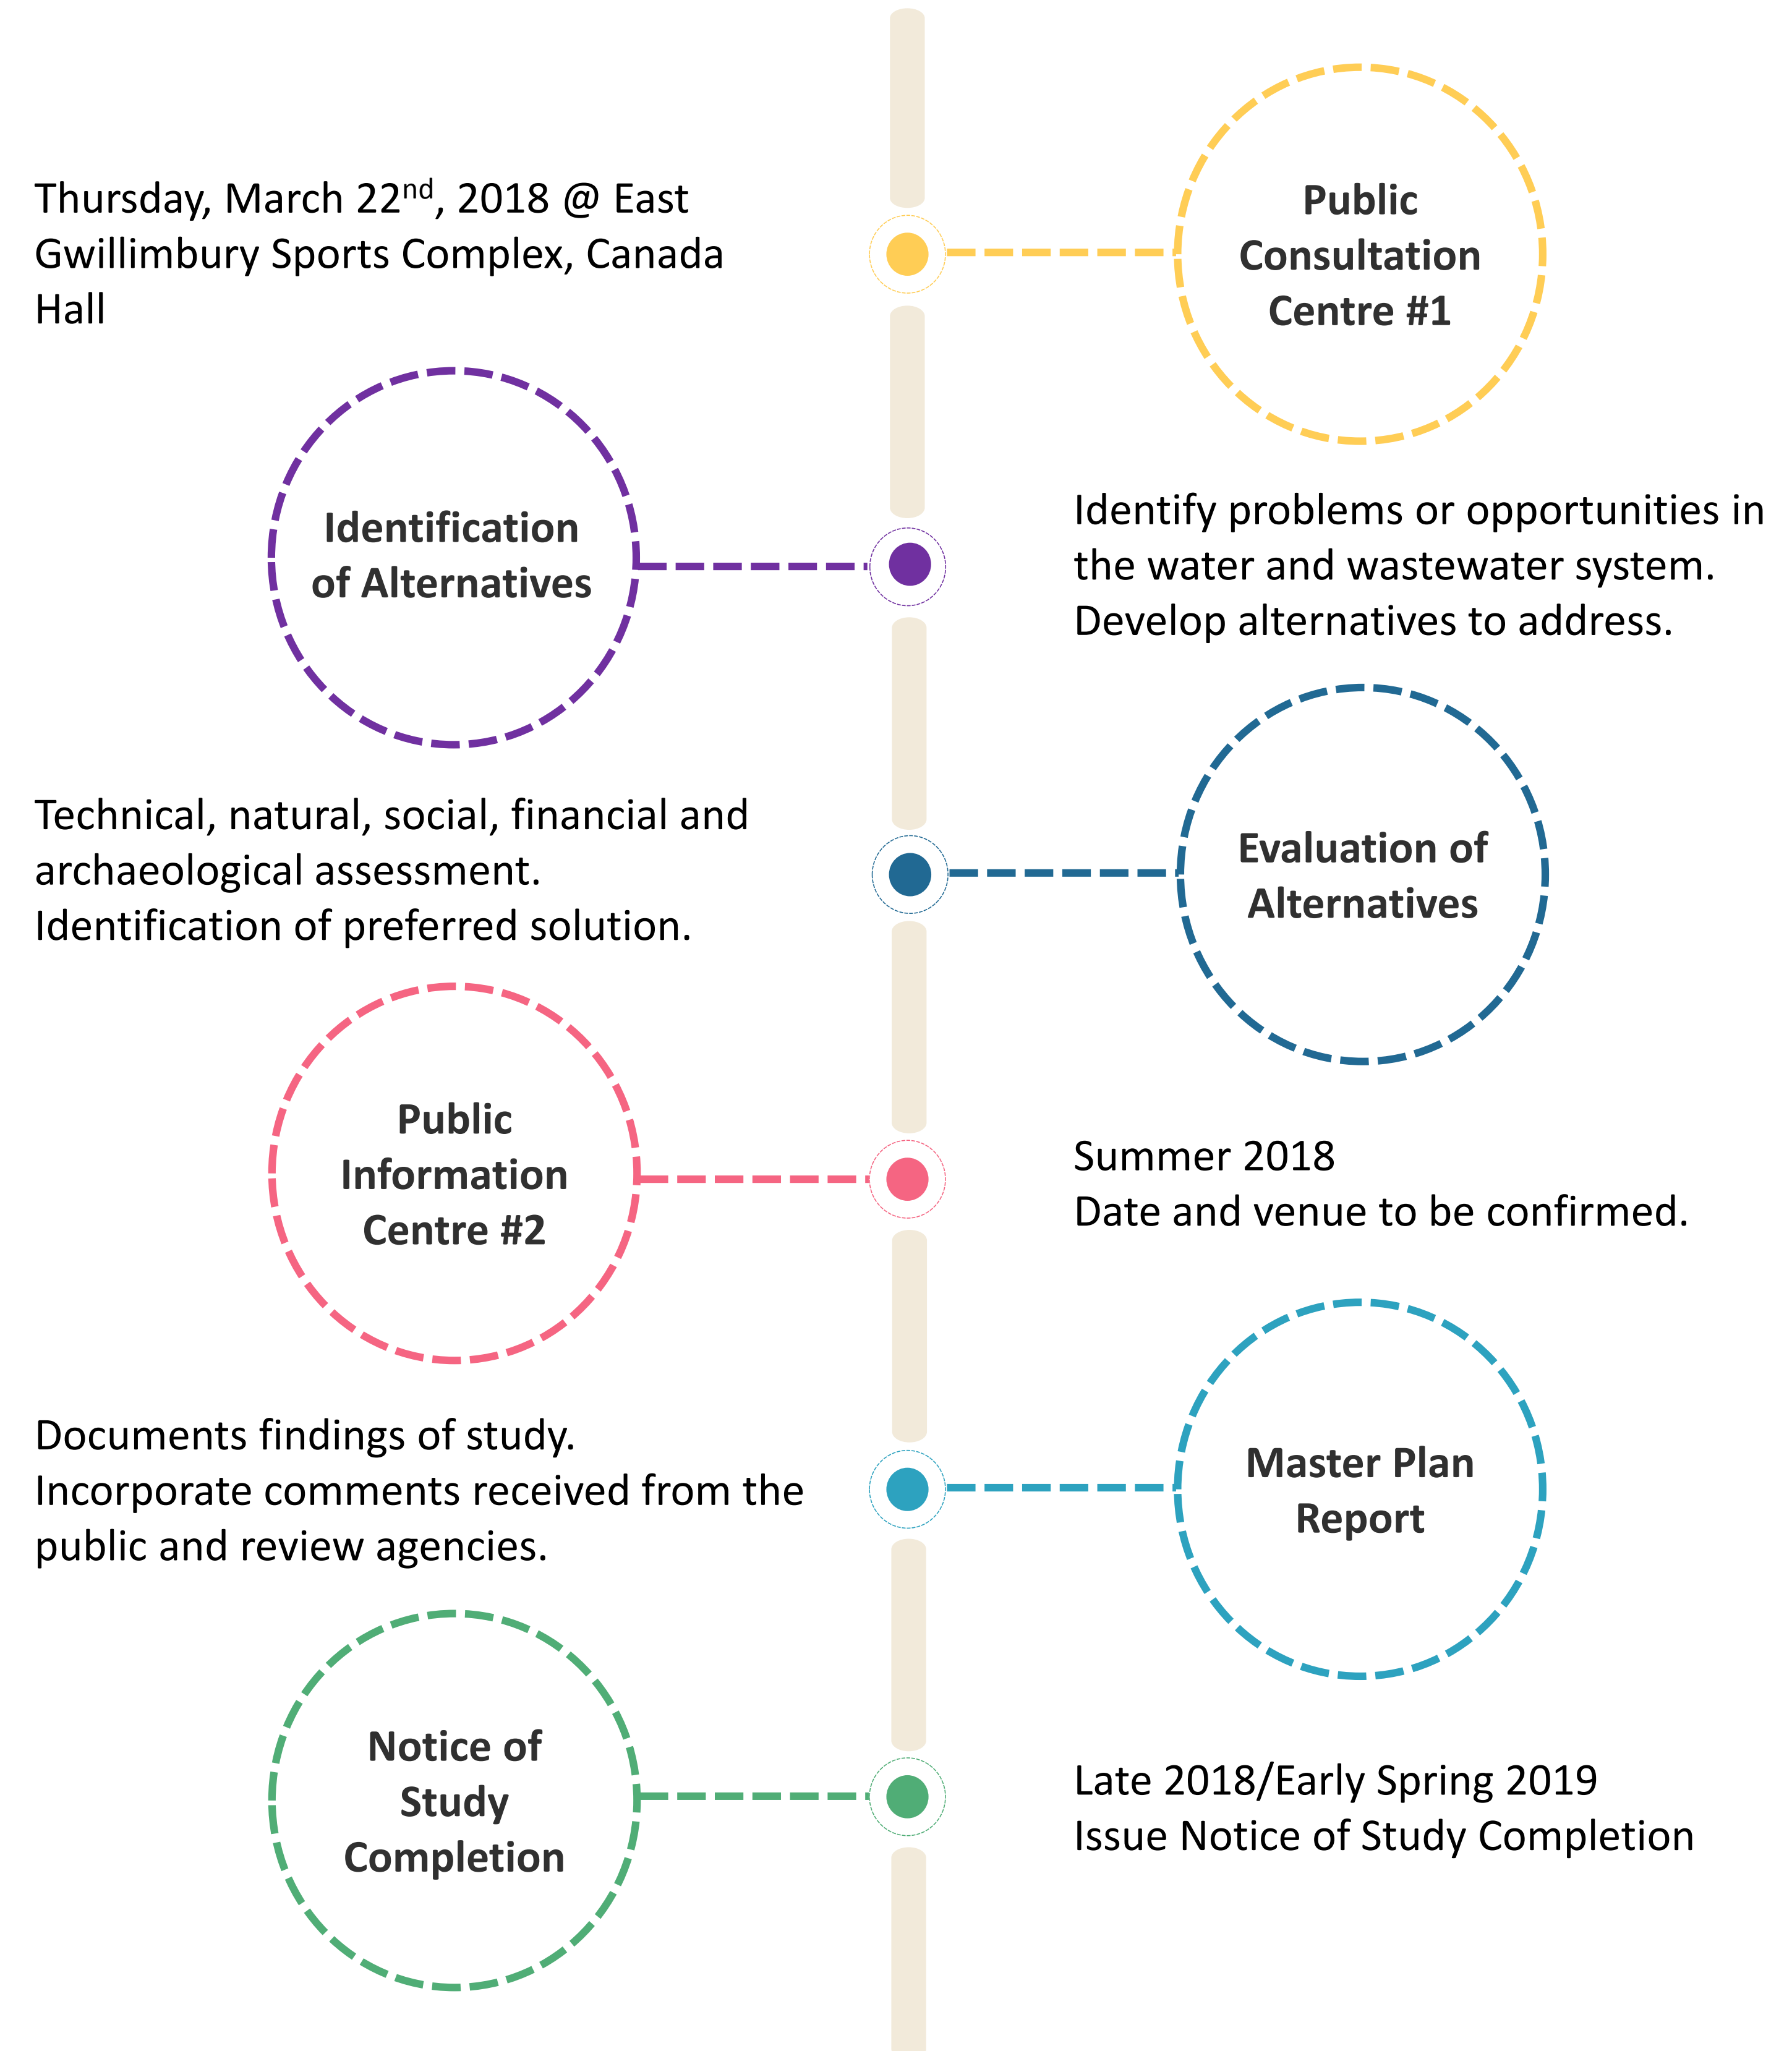 Thursday, March 22nd, 2018 @ East
Gwillimbury Sports Complex, Canada
Hall
Public
Consultation
Centre #1
Identification
of Alternatives
Identify problems or opportunities in
the water and wastewater system.
Develop alternatives to address.
Technical, natural, social, financial and
archaeological assessment.
Identification of preferred solution.
Evaluation of
Alternatives
Public
Information
Centre #2
Summer 2018
Date and venue to be confirmed.
Documents findings of study.
Incorporate comments received from the
public and review agencies.
Master Plan
Report
Notice of
Study
Completion
Late 2018/Early Spring 2019
Issue Notice of Study Completion